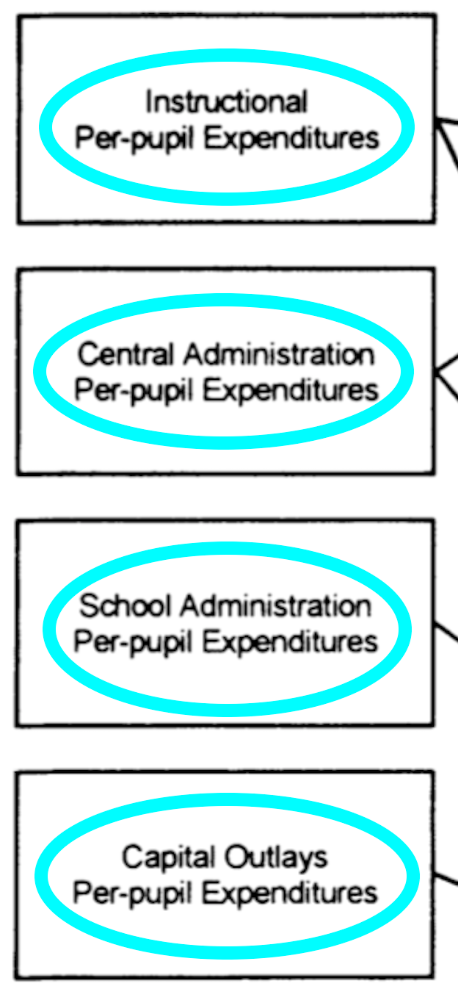 Instructional
Per-pupil Expenditures
Central Administration
Per-pupil Expenditures
School Administration
Per-pupil Expenditures
Capital Outlays
Per-pupil Expenditures